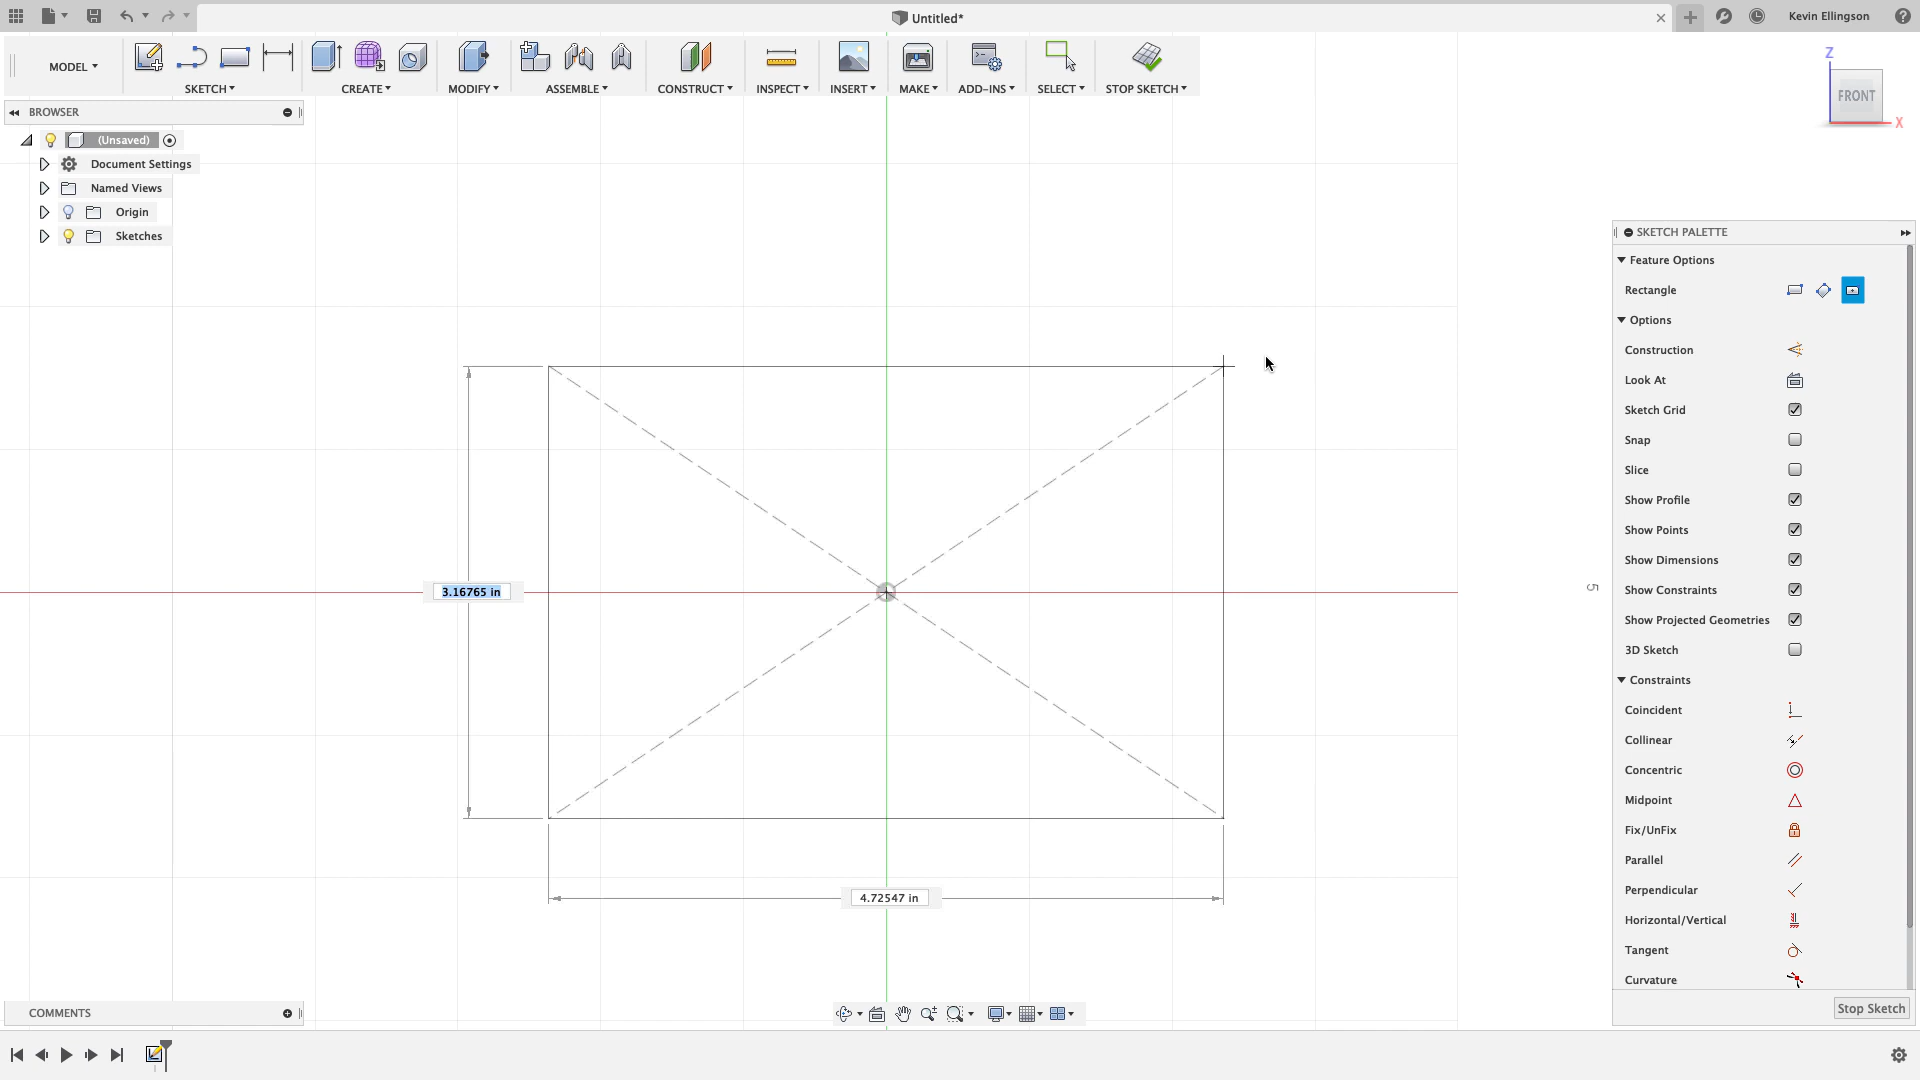 Untitled*
Kevin Ellingson
MODEL
SKETCH
CREATE
MODIFY
ASSEMBLE
CONSTRUCT
INSPECT
INSERT
MAKE
ADD-INS
SELECT
STOP SKETCH
Z
FRONT
X
BROWSER
(Unsaved)
Document Settings
Named Views
Origin
Sketches
SKETCH PALETTE
Feature Options
Rectangle
Options
Construction
Look At
Sketch Grid
Snap
Slice
Show Profile
Show Points
Show Dimensions
Show Constraints
Show Projected Geometries
3D Sketch
Constraints
Coincident
Collinear
Concentric
Midpoint
Fix/UnFix
Parallel
Perpendicular
Horizontal/Vertical
Tangent
Curvature
Stop Sketch
3.16765 in
5
4.72547 in
COMMENTS